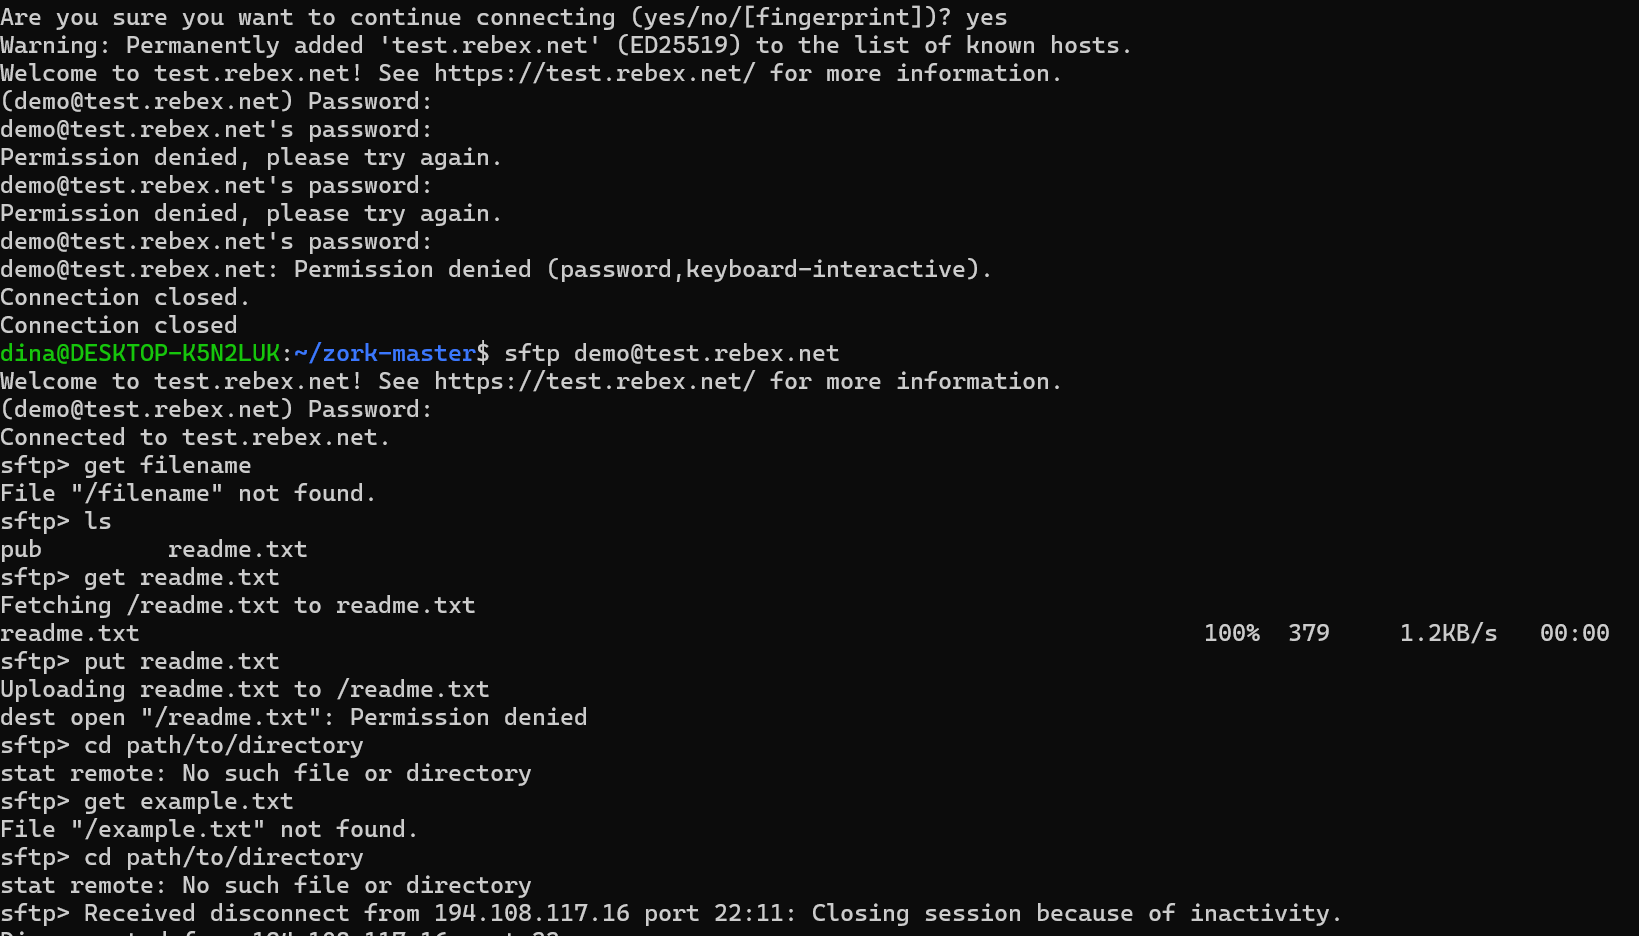 Are you sure you want to continue connecting (yes/no/[fingerprint])? yes
Warning: Permanently added 'test.rebex.net' (ED25519) to the list of known hosts.
Welcome to test.rebex.net! See https://test.rebex.net/ for more information.
(demo@test.rebex.net) Password:
demo@test.rebex.net's password:
Permission denied, please try again.
demo@test.rebex.net's password:
Permission denied, please try again.
demo@test.rebex.net's password:
demo@test.rebex.net: Permission denied (password,keyboard-interactive).
Connection closed.
Connection closed
dina@DESKTOP-K5N2LUK:~/zork-master$ sftp demo@test.rebex.net
Welcome to test.rebex.net! See https://test.rebex.net/ for more information.
(demo@test.rebex.net) Password:
Connected to test.rebex.net.
sftp> get filename
File "/filename" not found.
sftp> ls
pub         readme.txt
sftp> get readme.txt
Fetching /readme.txt to readme.txt
readme.txt                                                                            100%  379     1.2KB/s   00:00
sftp> put readme.txt
Uploading readme.txt to /readme.txt
dest open "/readme.txt": Permission denied
sftp> cd path/to/directory
stat remote: No such file or directory
sftp> get example.txt
File "/example.txt" not found.
sftp> cd path/to/directory
stat remote: No such file or directory
sftp> Received disconnect from 194.108.117.16 port 22:11: Closing session because of inactivity.